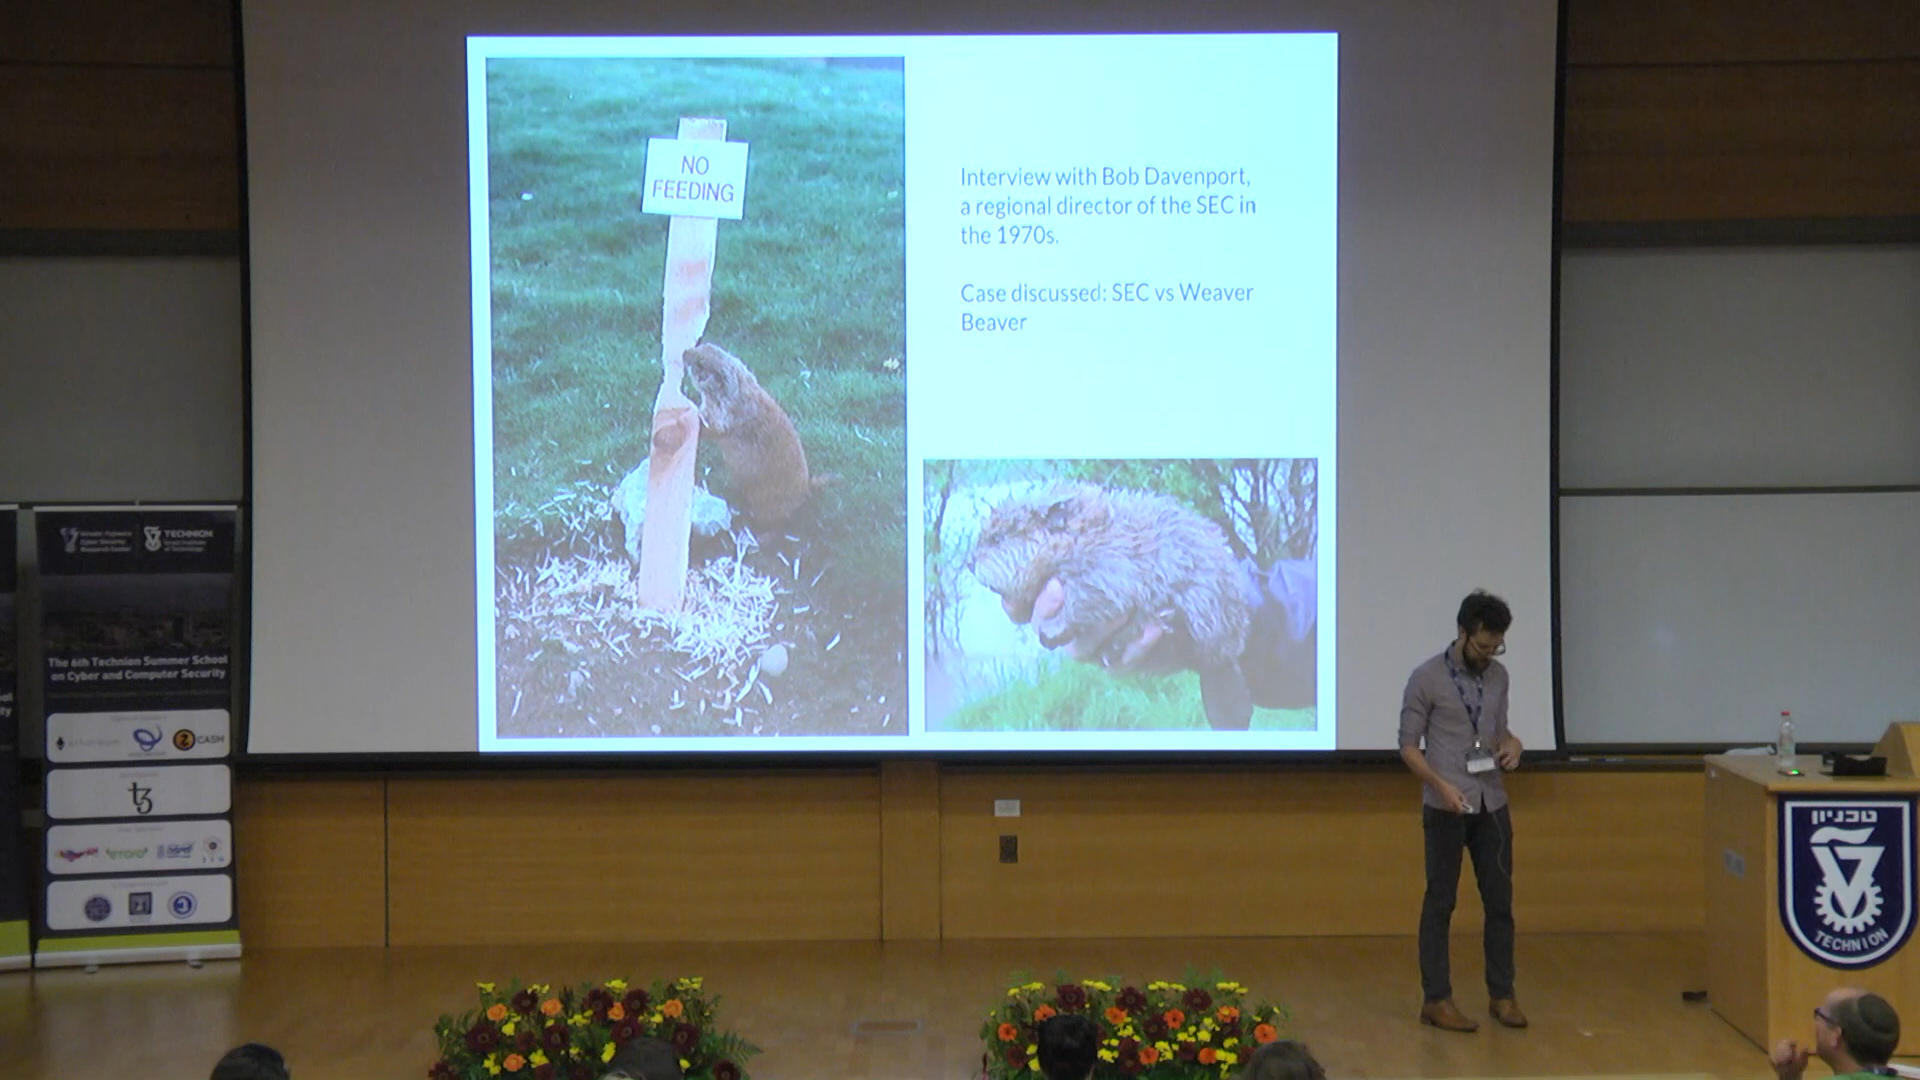 NO
FEEDING
Interview with Bob Davenport,
a regional director of the SEC in
the 1970s.
Case discussed: SEC vs Weaver
Beaver
TECHNION
The 6th Technion Summer School
on Cyber and Computer Security
CASH
טכניון
TECHNION